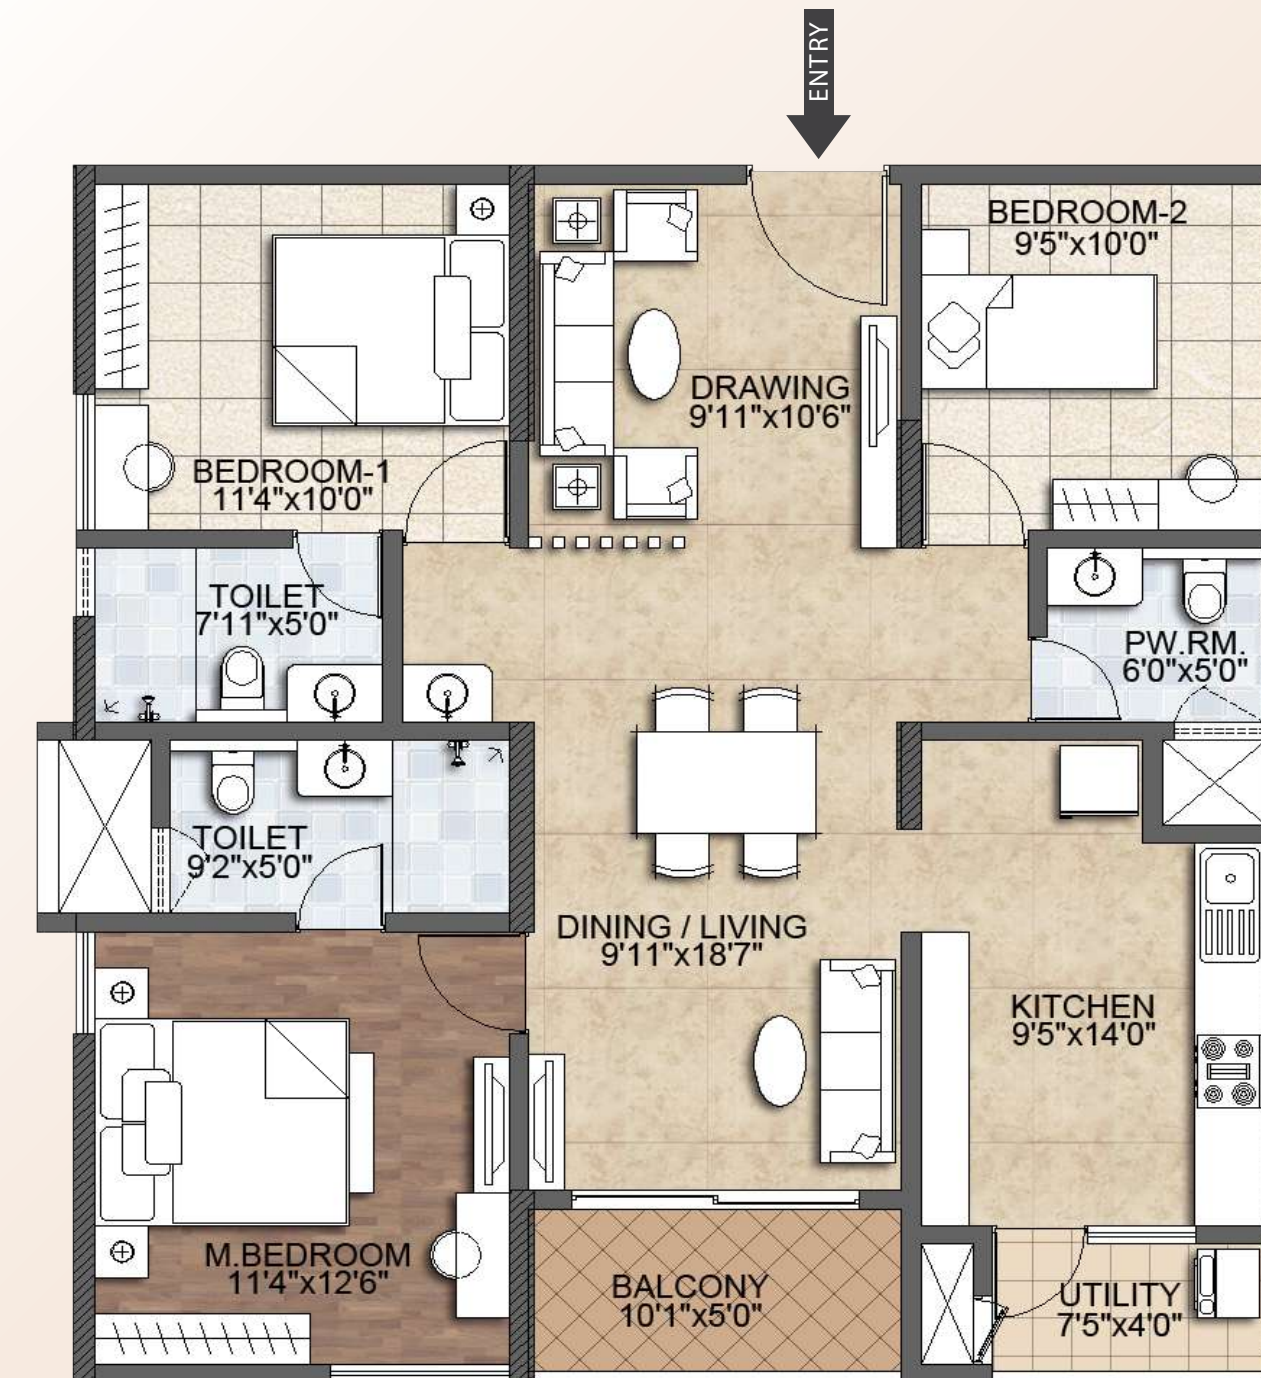 ENTRY
BEDROOM-2
9'5"x10'0"
DRAWING
9'11"x10'6"
BEDROOM-1
11'4"x10'0"
TOILET
7'11"x5'0"
PW.RM.
6'0"x5'0"
TOILET
9'2"x5'0"
DINING / LIVING
9'11"x18'7"
KITCHEN
9'5"x14'0"
M.BEDROOM
11'4"x12'6"
BALCONY
10'1"x5'0"
UTILITY
7'5"x4'0"